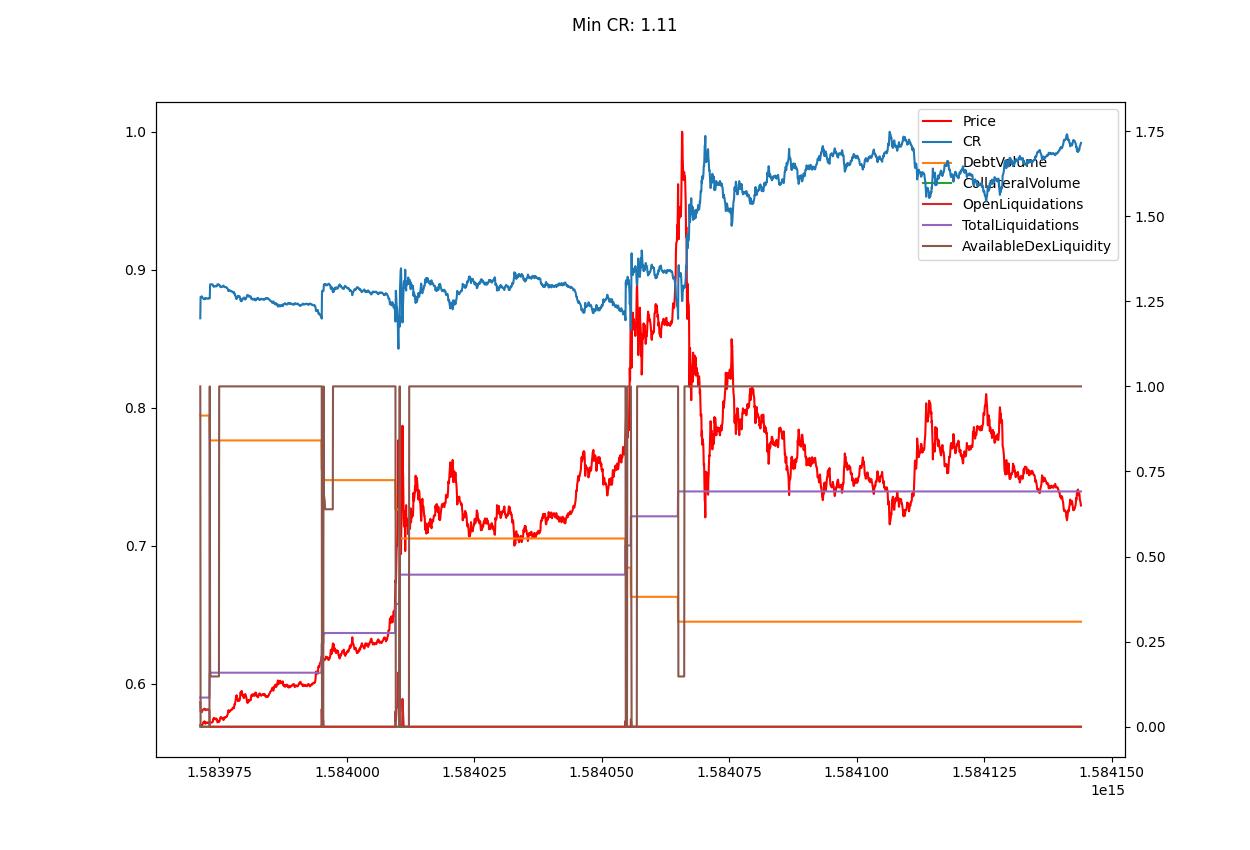 Min CR: 1.11
Price
CR
DebtVolume
CollateralVolume
OpenLiquidations
TotalLiquidations
AvailableDexLiquidity
1.0
0.9
0.8
0.7
0.6
1.75
1.50
1.25
1.00
0.75
0.50
0.25
0.00
1.583975 1.584000 1.584025 1.584050 1.584075 1.584100 1.584125 1.584150
1e15